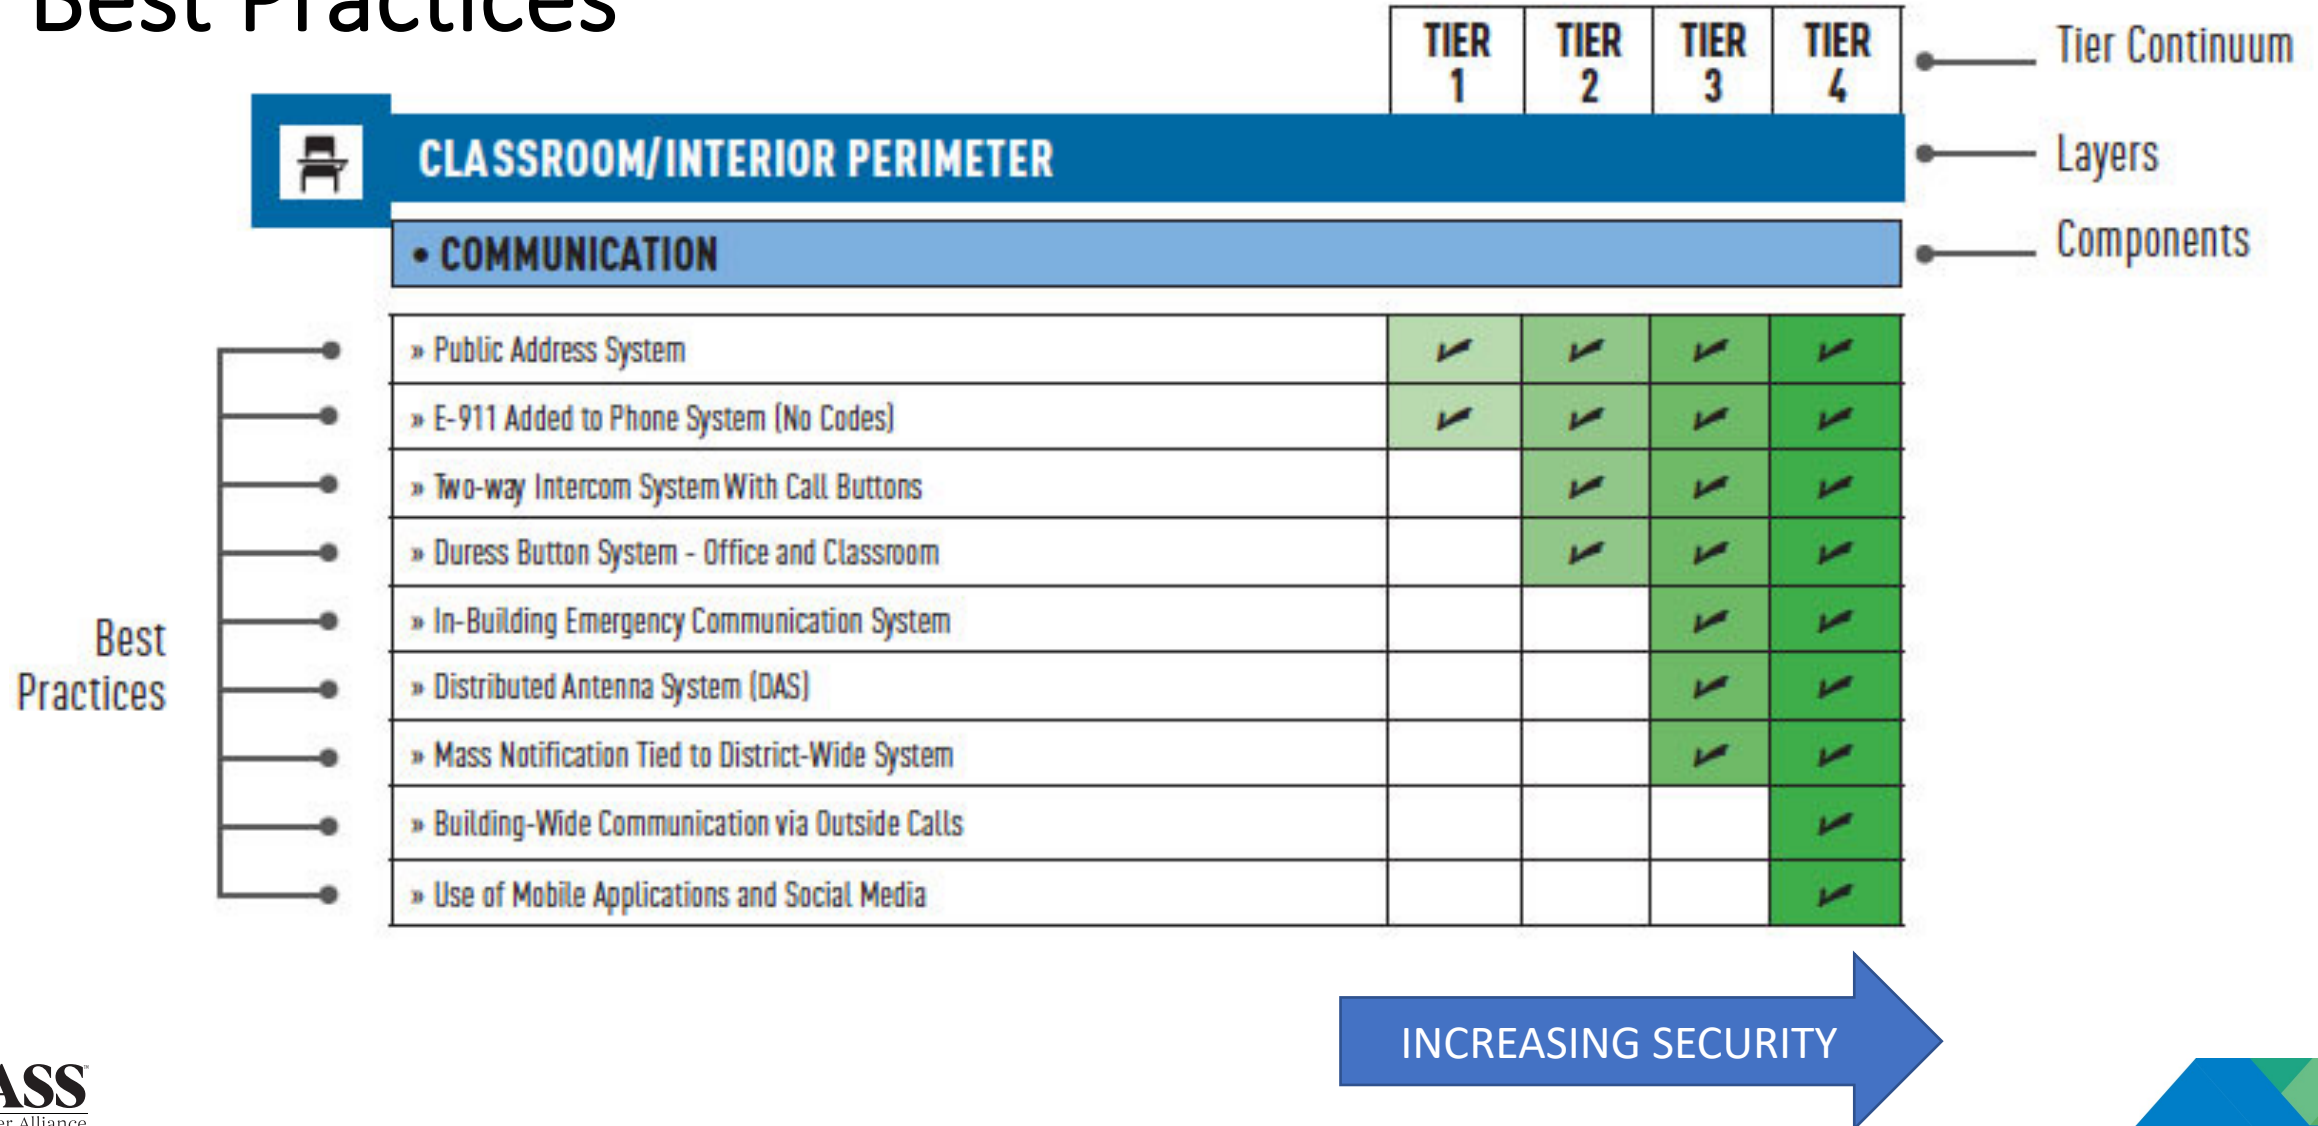 Best Practices
TIER 1
TIER 2
TIER 3
TIER 4
Tier Continuum
CLASSROOM/INTERIOR PERIMETER
Layers
• COMMUNICATION
Components
» Public Address System
» E-911 Added to Phone System (No Codes)
» Two-way Intercom System With Call Buttons
» Duress Button System - Office and Classroom
» In-Building Emergency Communication System
» Distributed Antenna System (DAS)
» Mass Notification Tied to District-Wide System
» Building-Wide Communication via Outside Calls
» Use of Mobile Applications and Social Media
Best
Practices
INCREASING SECURITY
ASS
er Alliance